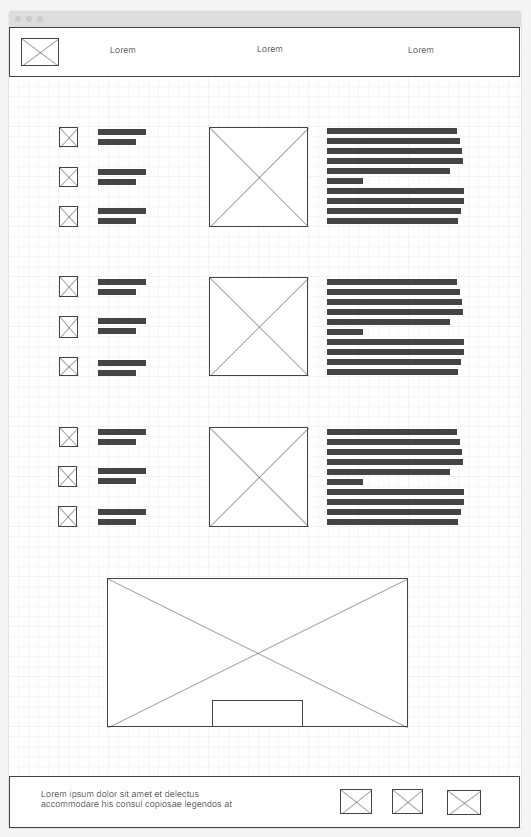 Lorem
Lorem
Lorem
Lorem ipsum dolor sit amet et delectus
accommodare his consul copiosae legendos at